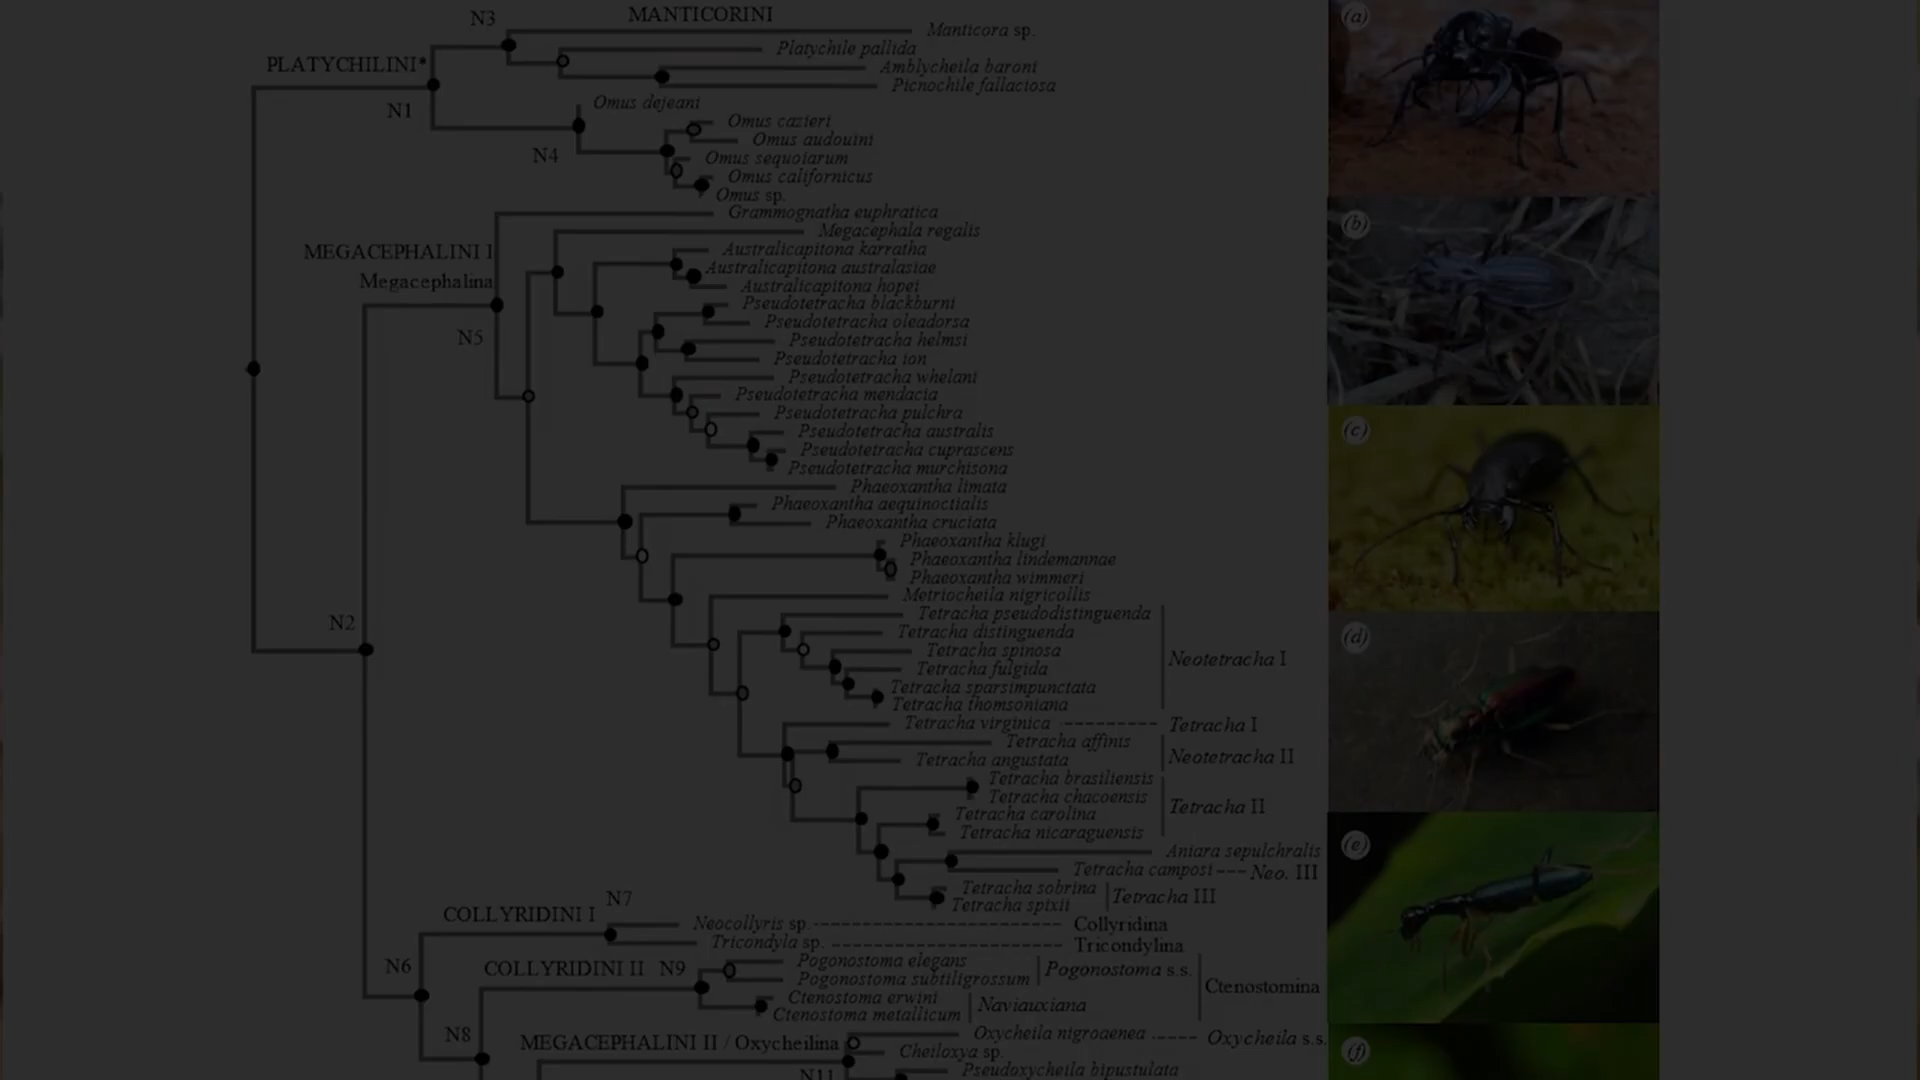 N3
MANTICORINI
Manticora sp.
Platychile pallida
PLATYCHILINI*
Amblycheila baroni
Picnochile fallaciosa
N1
Omus dejeani
Omus cazieri
Omus audouini
N4
Omus sequoiarum
Omus californicus
Omus sp.
Grammognatha euphratica
Megacephala regalis
MEGACEPHALINI I
Australicapitona karratha
Australicapitona australasiae
Megacephalina
Australicapitona hopei
Pseudotetracha blackburni
Pseudotetracha oleadorsa
N5
Pseudotetracha helmsi
Pseudotetracha ion
Pseudotetracha whelani
Pseudotetracha mendacia
Pseudotetracha pulchra
Pseudotetracha australis
Pseudotetracha cuprascens
Pseudotetracha murchisona
Phaeoxantha limata
Phaeoxantha aequinoctialis
Phaeoxantha cruciata
Phaeoxantha klugi
Phaeoxantha lindemannae
Phaeoxantha wimmeri
Metriocheila nigricollis
N2
Tetracha pseudodistinguenda
Tetracha distinguenda
Tetracha spinosa
Neotetracha I
Tetracha fulgida
Tetracha sparsimpunctata
Tetracha thomsoniana
Tetracha virginica
Tetracha I
Tetracha affinis
Neotetracha II
Tetracha angustata
Tetracha brasiliensis
Tetracha chacoensis
Tetracha II
Tetracha carolina
Tetracha nicaraguensis
Aniara sepulchralis
Tetracha camposi
Neo. III
Tetracha sobrina
Tetracha III
Tetracha spixii
N7
COLLYRIDINI I
Neocollyris sp.
Collyridina
Tricondyla sp.
Tricondylina
N6
COLLYRIDINI II
N9
Pogonostoma elegans
Pogonostoma s.s.
Pogonostoma subtiligrossum
Ctenostomina
Ctenostoma erwini
Naviauxiana
Ctenostoma metallicum
N8
MEGACEPHALINI II / Oxycheilina
Oxycheila nigroaenea
Oxycheila s.s.
Cheiloxya sp.
N11
Pseudoxycheila bipustulata
(a)
(b)
(c)
(d)
(e)
(f)